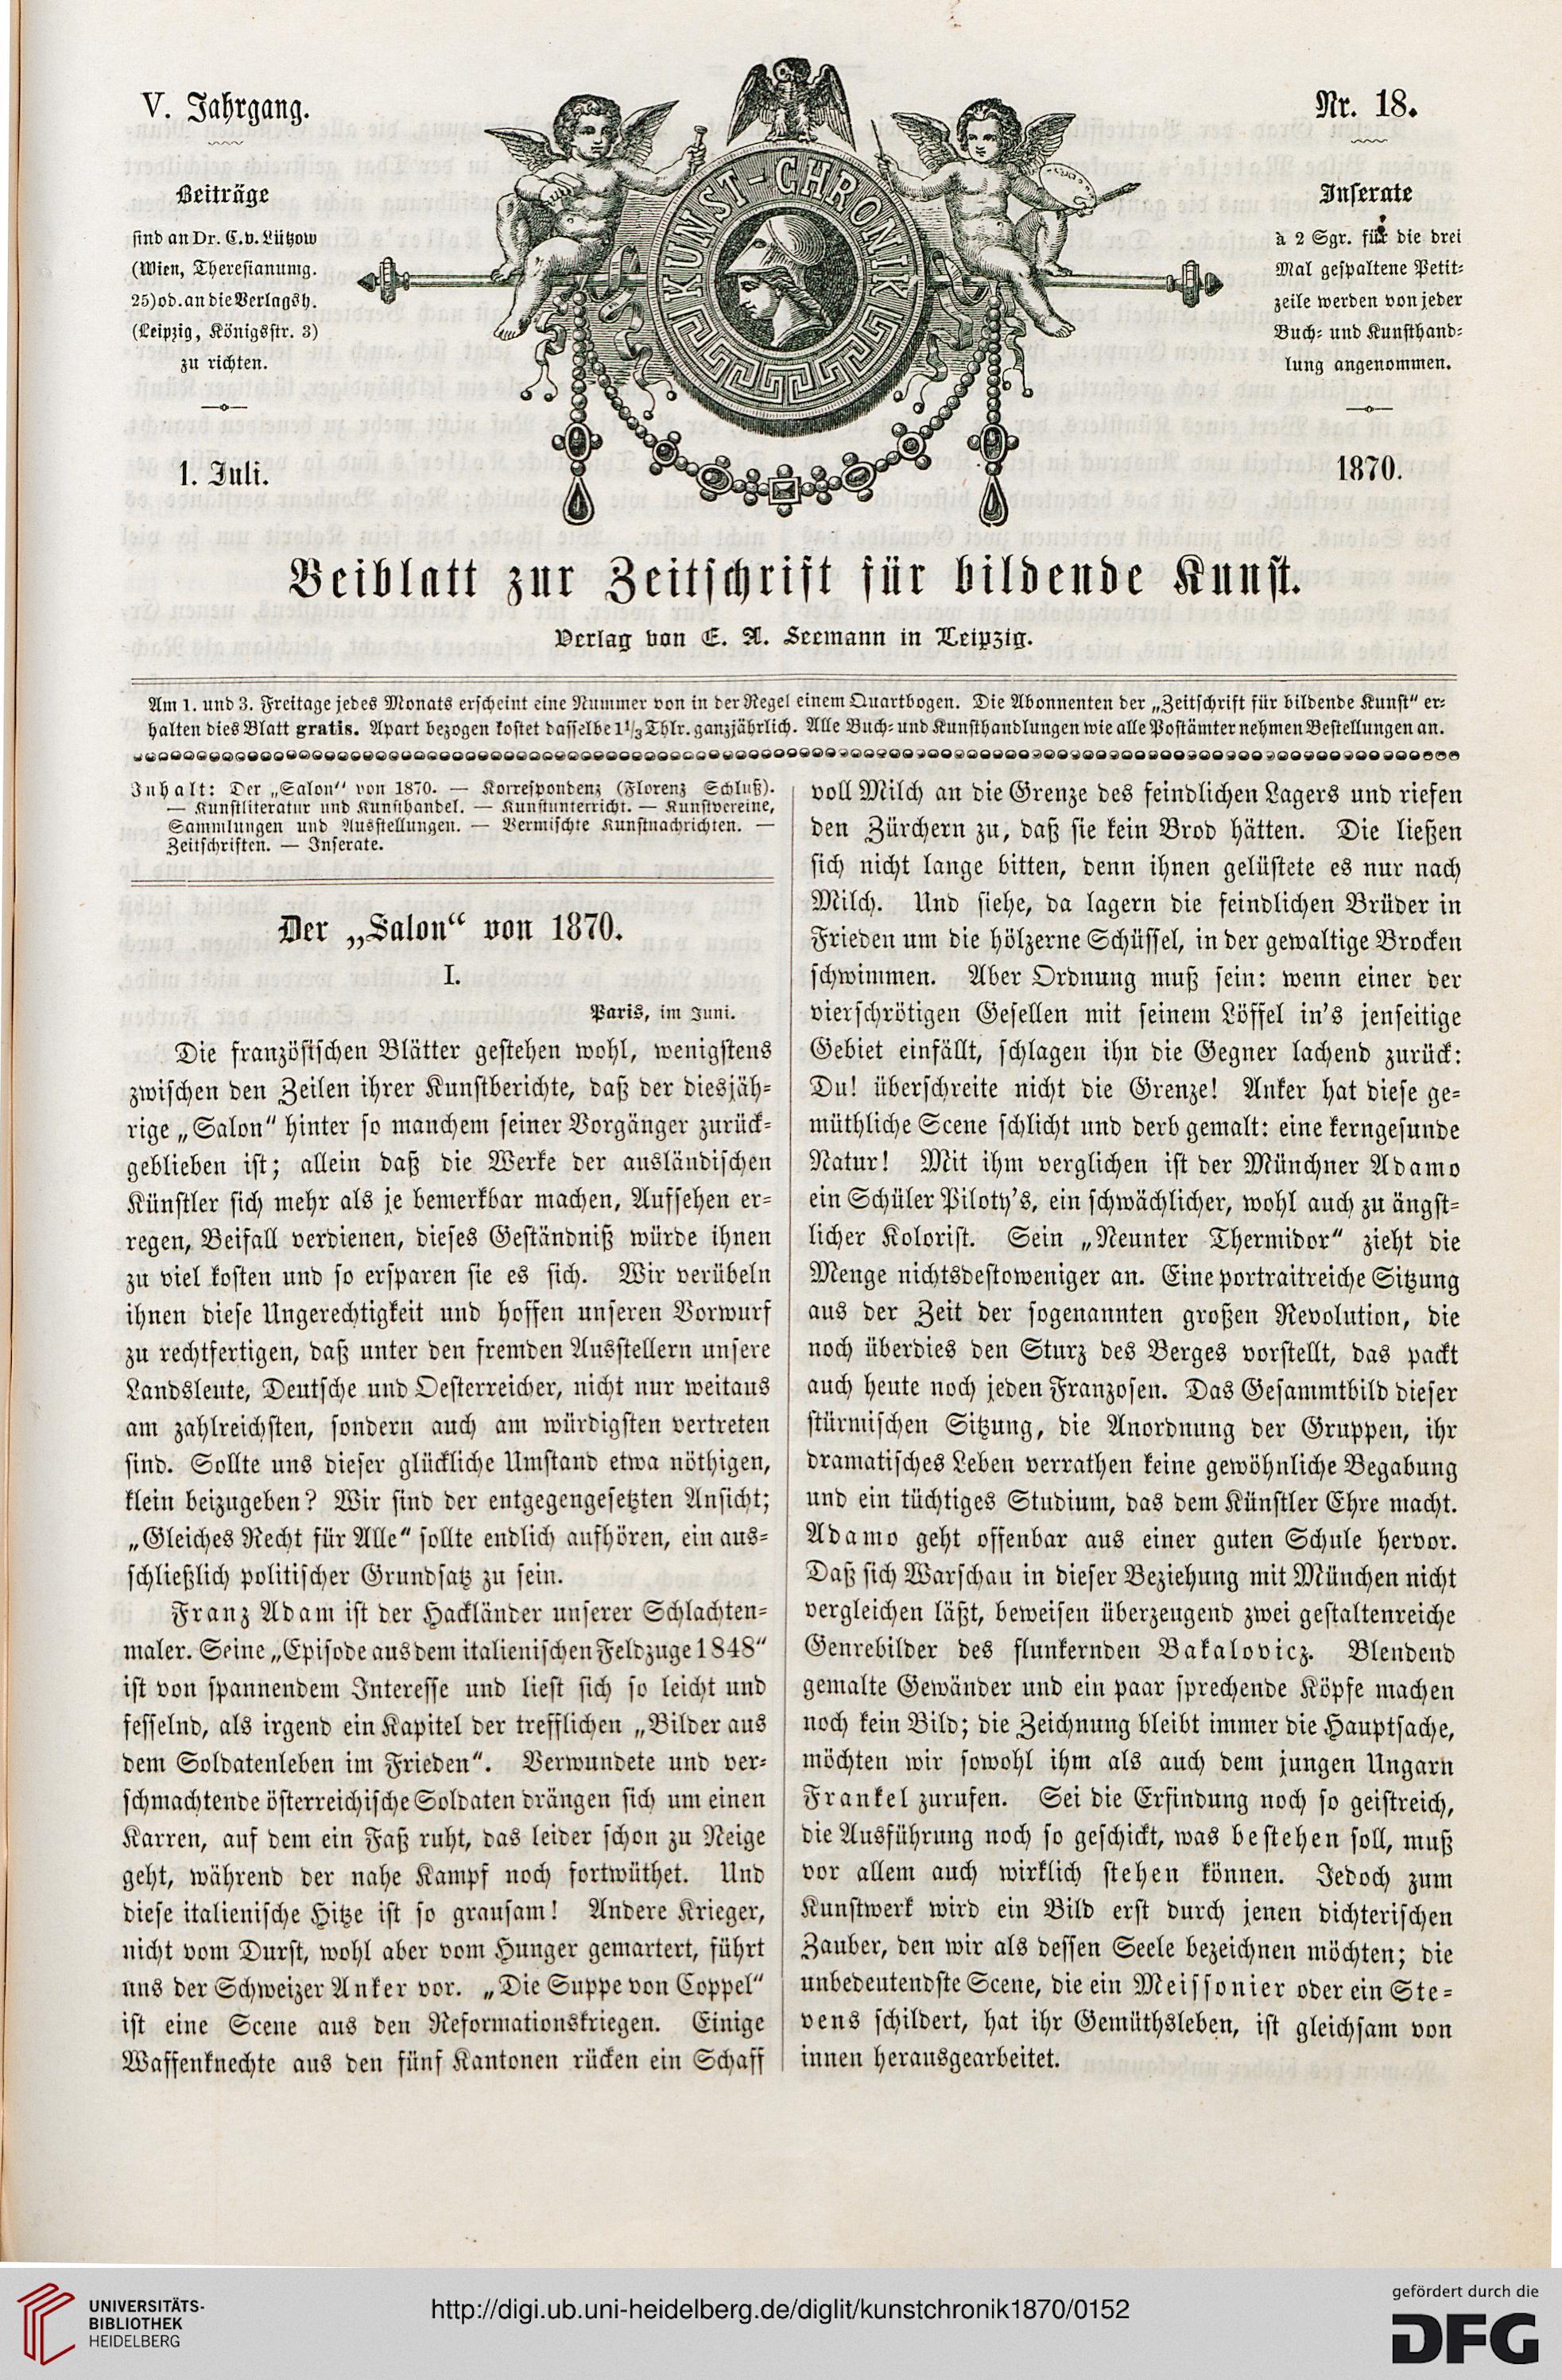 V. Jahrgang.
Beiträge
sind an Dr. C. v. Lützow
(Wien, Theresianumg.
25) od. an die Verlagsh.
(Leipzig, Königsstr. 3)
zu richten.
1. Juli.
KUNST-CHRONIK
Nr. 18.
Inserate
à 2 Sgr. für die drei
Mal gespaltene Petit-
zeile werden von jeder
Buch- und Kunsthand-
lung angenommen.
1870.
Beiblatt zur Zeitschrift für bildende Kunst.
Verlag von E. A. Seemann in Leipzig.
Am 1. und 3. Freitage jedes Monats erscheint eine Nummer von in der Regel einem Quartbogen. Die Abonnenten der „Zeitschrift für bildende Kunst“ er-
halten dies Blatt gratis. Apart bezogen kostet dasselbe 1 1/3 Thlr. ganzjährlich. Alle Buch- und Kunsthandlungen wie alle Postämter nehmen Bestellungen an.
Inhalt: Der „Salon“ von 1870. — Korrespondenz (Florenz Schluß).
— Kunstliteratur und Kunsthandel. — Kunstunterricht. — Kunstvereine,
Sammlungen und Ausstellungen. — Vermischte Kunstnachrichten. —
Zeitschriften. — Inserate.
Der „Salon“ von 1870.
I.
Paris, im Juni.
Die französischen Blätter gestehen wohl, wenigstens
zwischen den Zeilen ihrer Kunstberichte, daß der diesjäh-
rige „Salon“ hinter so manchem seiner Vorgänger zurück-
geblieben ist; allein daß die Werke der ausländischen
Künstler sich mehr als je bemerkbar machen, Aufsehen er-
regen, Beifall verdienen, dieses Geständniß würde ihnen
zu viel kosten und so ersparen sie es sich. Wir verübeln
ihnen diese Ungerechtigkeit und hoffen unseren Vorwurf
zu rechtfertigen, daß unter den fremden Ausstellern unsere
Landsleute, Deutsche und Oesterreicher, nicht nur weitaus
am zahlreichsten, sondern auch am würdigsten vertreten
sind. Sollte uns dieser glückliche Umstand etwa nöthigen,
klein beizugeben? Wir sind der entgegengesetzten Ansicht;
„Gleiches Recht für Alle“ sollte endlich aufhören, ein aus-
schließlich politischer Grundsatz zu sein.
Franz Adam ist der Hackländer unserer Schlachten-
maler. Seine „Episode aus dem italienischen Feldzuge 1848“
ist von spannendem Interesse und liest sich so leicht und
fesselnd, als irgend ein Kapitel der trefflichen „Bilder aus
dem Soldatenleben im Frieden“. Verwundete und ver-
schmachtende österreichische Soldaten drängen sich um einen
Karren, auf dem ein Faß ruht, das leider schon zu Neige
geht, während der nahe Kampf noch fortwüthet. Und
diese italienische Hitze ist so grausam! Andere Krieger,
nicht vom Durst, wohl aber vom Hunger gemartert, führt
uns der Schweizer Anker vor. „Die Suppe von Coppel“
ist eine Scene aus den Reformationskriegen. Einige
Waffenknechte aus den fünf Kantonen rücken ein Schaff
voll Milch an die Grenze des feindlichen Lagers und riefen
den Zürchern zu, daß sie kein Brod hätten. Die ließen
sich nicht lange bitten, denn ihnen gelüstete es nur nach
Milch. Und siehe, da lagern die feindlichen Brüder in
Frieden um die hölzerne Schüssel, in der gewaltige Brocken
schwimmen. Aber Ordnung muß sein: wenn einer der
vierschrötigen Gesellen mit seinem Löffel in's jenseitige
Gebiet einfällt, schlagen ihn die Gegner lachend zurück:
Du! überschreite nicht die Grenze! Anker hat diese ge-
müthliche Scene schlicht und derb gemalt: eine kerngesunde
Natur! Mit ihm verglichen ist der Münchner Adamo
ein Schüler Piloty's, ein schwächlicher, wohl auch zu ängst-
licher Kolorist. Sein „Neunter Thermidor“ zieht die
Menge nichtsdestoweniger an. Eine portraitreiche Sitzung
aus der Zeit der sogenannten großen Revolution, die
noch überdies den Sturz des Berges vorstellt, das packt
auch heute noch jeden Franzosen. Das Gesammtbild dieser
stürmischen Sitzung, die Anordnung der Gruppen, ihr
dramatisches Leben verrathen keine gewöhnliche Begabung
und ein tüchtiges Studium, das dem Künstler Ehre macht.
Adamo geht offenbar aus einer guten Schule hervor.
Daß sich Warschau in dieser Beziehung mit München nicht
vergleichen läßt, beweisen überzeugend zwei gestaltenreiche
Genrebilder des flunkernden Bakalovicz. Blendend
gemalte Gewänder und ein paar sprechende Köpfe machen
noch kein Bild; die Zeichnung bleibt immer die Hauptsache,
möchten wir sowohl ihm als auch dem jungen Ungarn
Frankel zurufen. Sei die Erfindung noch so geistreich,
die Ausführung noch so geschickt, was bestehen soll, muß
vor allem auch wirklich stehen können. Jedoch zum
Kunstwerk wird ein Bild erst durch jenen dichterischen
Zauber, den wir als dessen Seele bezeichnen möchten; die
unbedeutendste Scene, die ein Meissonier oder ein Ste-
vens schildert, hat ihr Gemüthsleben, ist gleichsam von
innen herausgearbeitet.
UNIVERSITÄTS-
BIBLIOTHEK
HEIDELBERG
http://digi.ub.uni-heidelberg.de/diglit/kunstchronik1870/0152
gefördert durch die
DFG